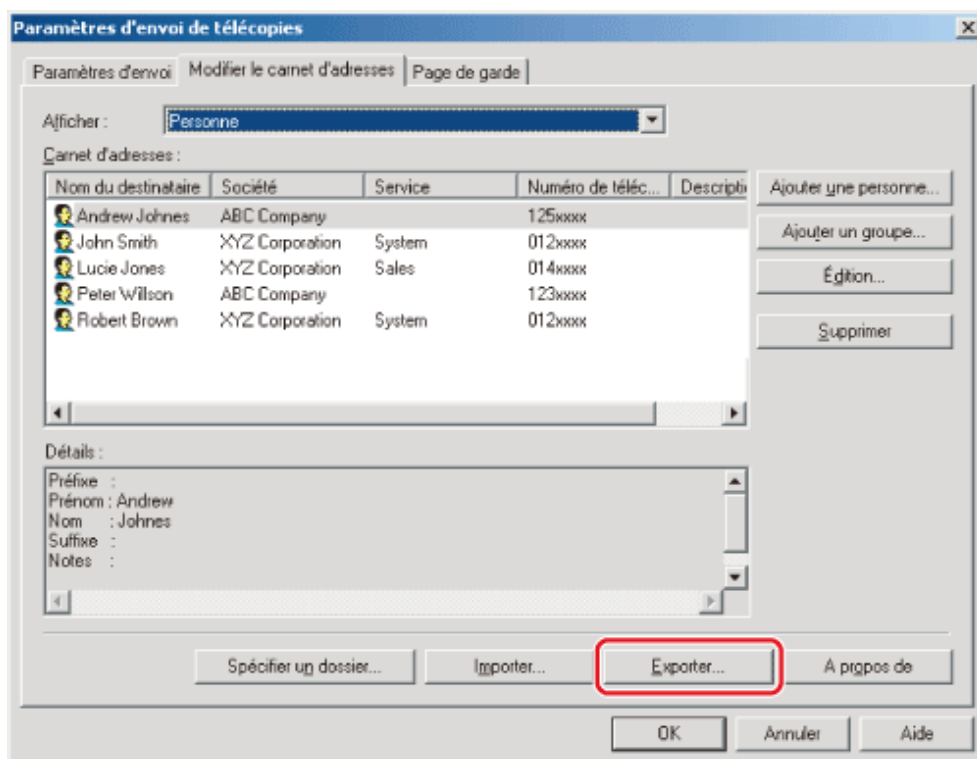 Paramètres d'envoi de télécopies
Paramètres d'envoi Modifier le carnet d'adresses Page de garde
Afficher : Personne
Carnet d'adresses :
Nom du destinataire Société Service Numéro de téléc... Descripti
Ajouter une personne...
Andrew Johnes ABC Company 125xxxx
John Smith XYZ Corporation System 012xxxx
Ajouter un groupe...
Lucie Jones XYZ Corporation Sales 014xxxx
Édition...
Peter Willson ABC Company 123xxxx
Robert Brown XYZ Corporation System 012xxxx
Supprimer
Détails :
Préfixe :
Prénom : Andrew
Nom : Johnes
Suffixe :
Notes :
Spécifier un dossier... Importer... Exporter... A propos de
OK Annuler Aide